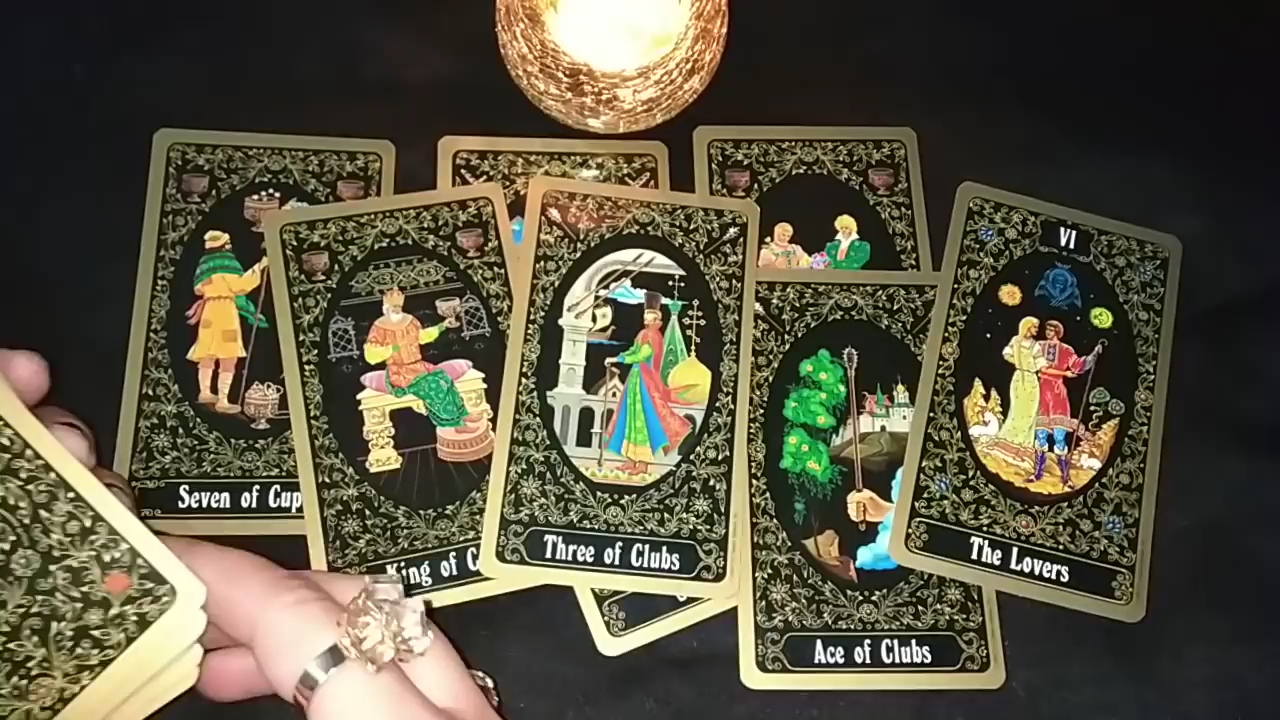 VI
Seven of Cup
King of C
Three of Clubs
The Lovers
Ace of Clubs